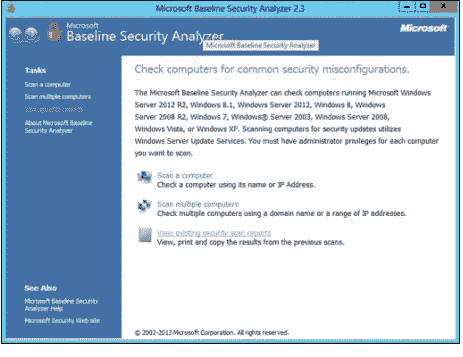 Microsoft Baseline Security Analyzer 2.3
Microsoft
Baseline Security Analyzer
Microsoft Baseline Security Analyzer
Microsoft
Tasks
Scan a computer
Scan multiple computers
View existing security scan reports
About Microsoft Baseline
Security Analyzer
Check computers for common security misconfigurations.
The Microsoft Baseline Security Analyzer can check computers running Microsoft Windows
Server 2012 R2, Windows 8.1, Windows Server 2012, Windows 8, Windows
Server 2008 R2, Windows 7, Windows® Server 2003, Windows Server 2008,
Windows Vista, or Windows XP. Scanning computers for security updates utilizes
Windows Server Update Services. You must have administrator privileges for each computer
you want to scan.
Scan a computer
Check a computer using its name or IP Address.
Scan multiple computers
Check multiple computers using a domain name or a range of IP addresses.
View existing security scan reports
View, print and copy the results from the previous scans.
See Also
Microsoft Baseline Security
Analyzer Help
Microsoft Security Web site
© 2002-2013 Microsoft Corporation. All rights reserved.